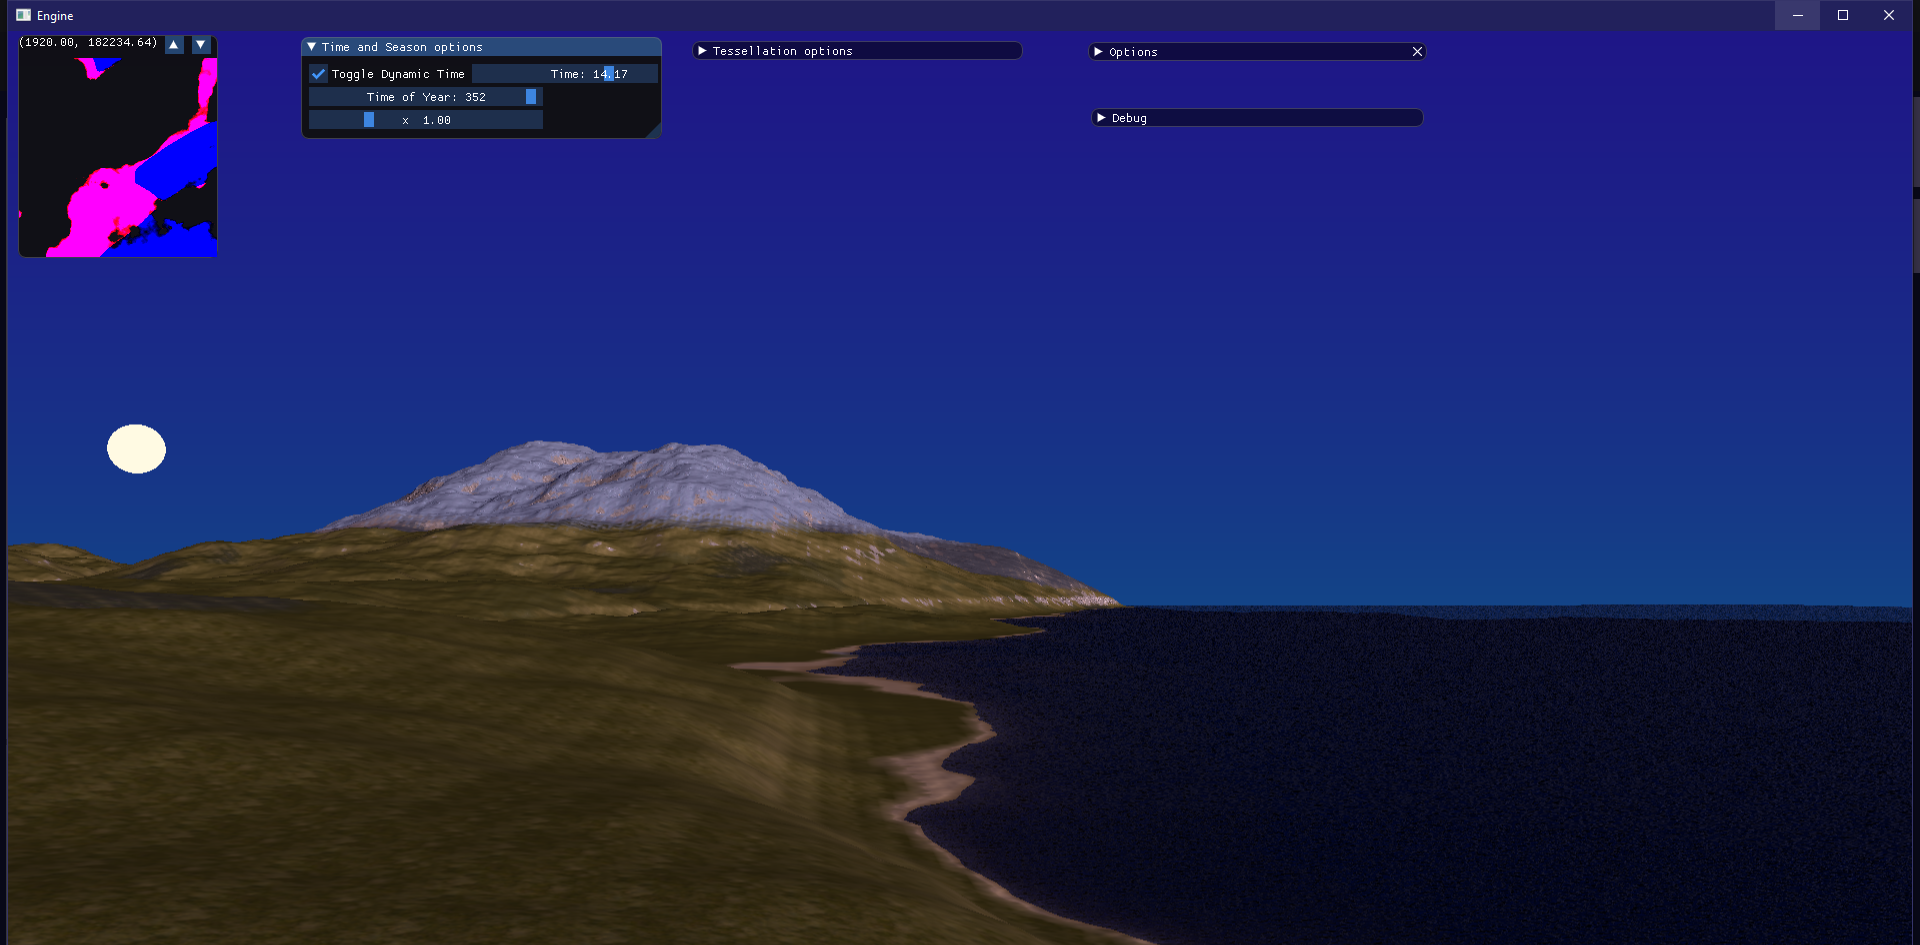 Engine
(1920.00, 182234.64)
Time and Season options
Toggle Dynamic Time
Time: 14.17
Time of Year: 352
x 1.00
Tessellation options
Options
Debug